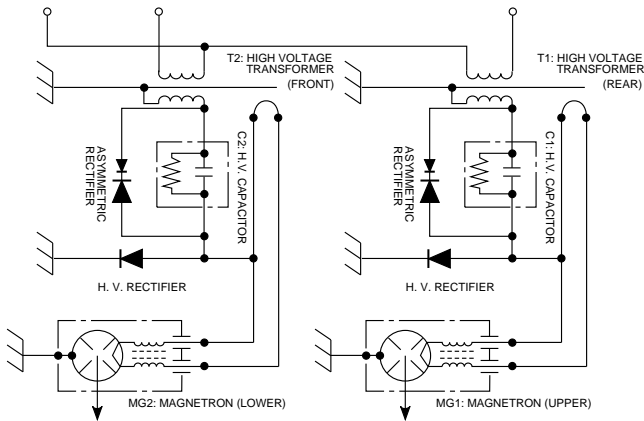 T2: HIGH VOLTAGE
TRANSFORMER
(FRONT)
ASYMMETRIC
RECTIFIER
C2: H.V. CAPACITOR
H. V. RECTIFIER
MG2: MAGNETRON (LOWER)
T1: HIGH VOLTAGE
TRANSFORMER
(REAR)
ASYMMETRIC
RECTIFIER
C1: H.V. CAPACITOR
H. V. RECTIFIER
MG1: MAGNETRON (UPPER)